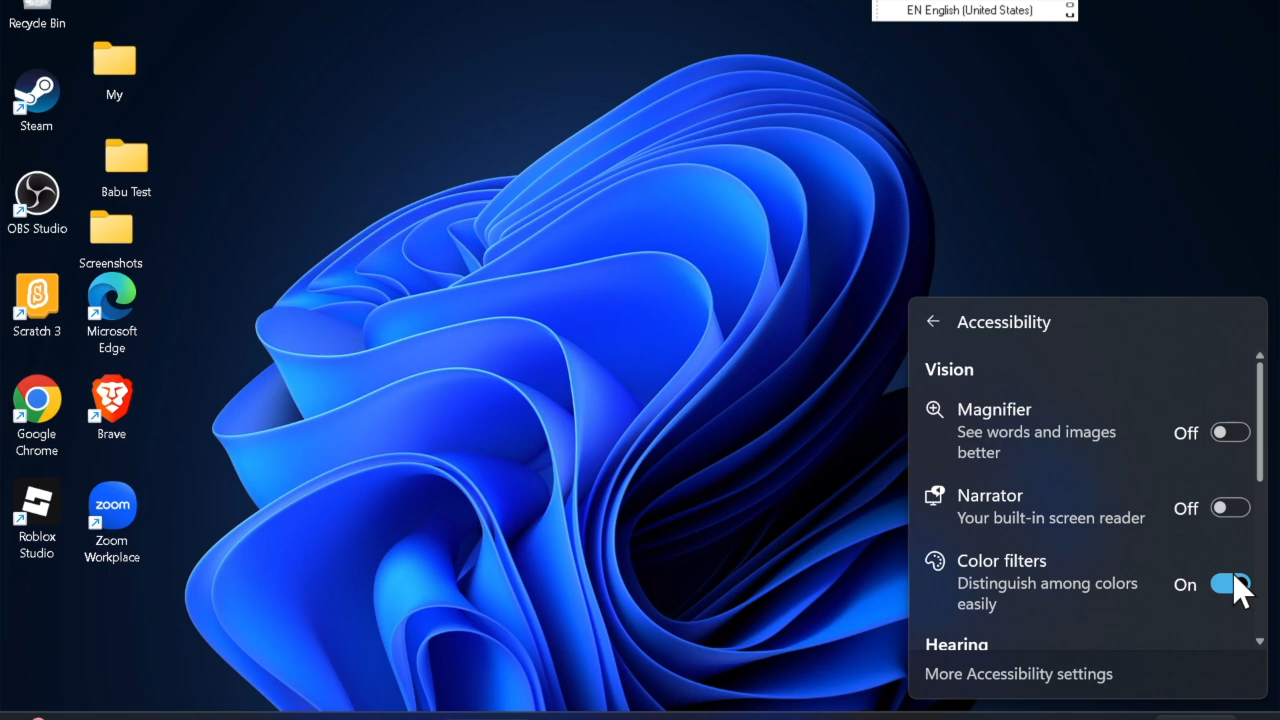 EN English (United States)
Recycle Bin
My
Steam
Babu Test
OBS Studio
Screenshots
Scratch 3
Microsoft
Edge
Google
Chrome
Brave
Roblox
Studio
zoom
Zoom
Workplace
Accessibility
Vision
Magnifier
See words and images
better
Off
Narrator
Your built-in screen reader
Off
Color filters
Distinguish among colors
easily
On
Hearing
More Accessibility settings